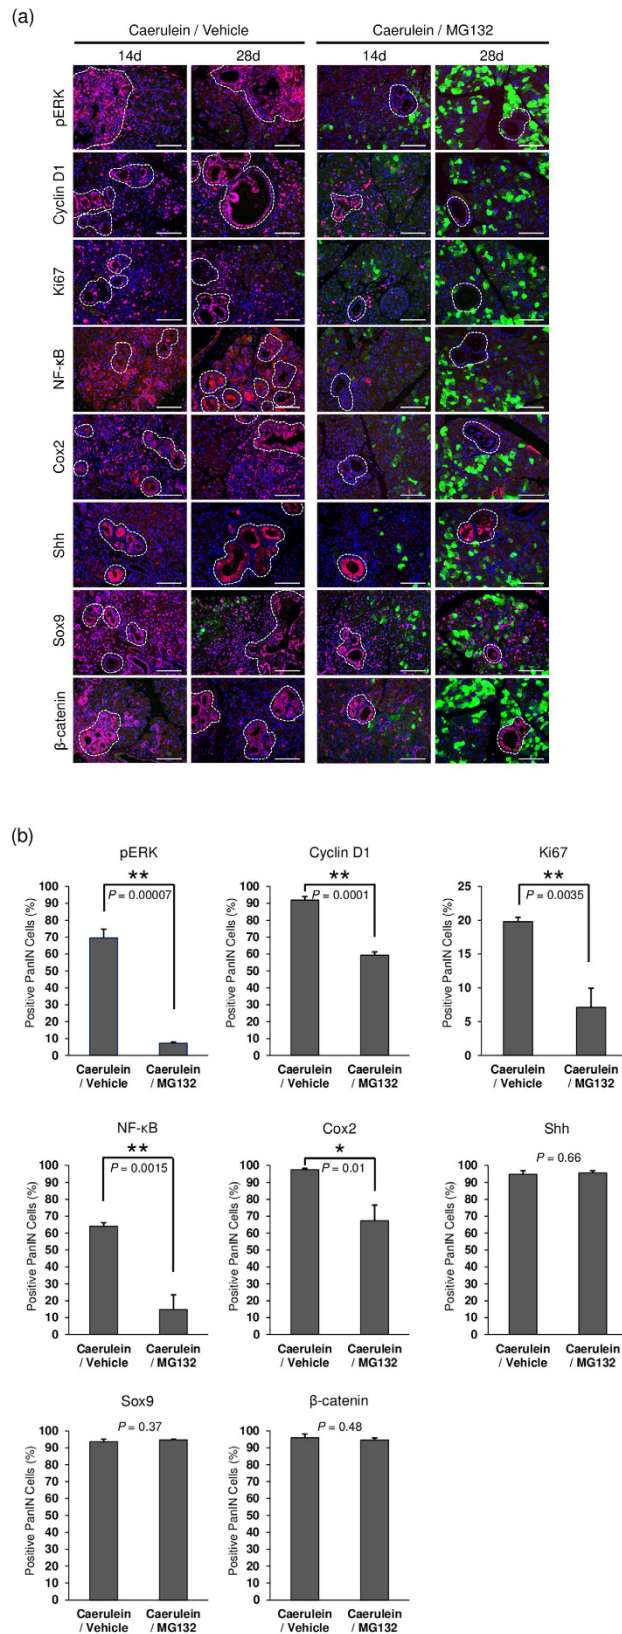 (a)
Caerulein / Vehicle Caerulein / MG132
14d 28d 14d 28d
pERK
Cyclin D1
Ki67
NF-κB
Cox2
Shh
Sox9
β-catenin
(b)
pERK
**
P = 0.00007
Positive PanIN Cells (%)
100
90
80
70
60
50
40
30
20
10
0
Caerulein Caerulein
/ Vehicle / MG132
Cyclin D1
**
P = 0.0001
Positive PanIN Cells (%)
100
90
80
70
60
50
40
30
20
10
0
Caerulein Caerulein
/ Vehicle / MG132
Ki67
**
P = 0.0035
Positive PanIN Cells (%)
25
20
15
10
5
0
Caerulein Caerulein
/ Vehicle / MG132
NF-κB
**
P = 0.0015
Positive PanIN Cells (%)
100
90
80
70
60
50
40
30
20
10
0
Caerulein Caerulein
/ Vehicle / MG132
Cox2
*
P = 0.01
Positive PanIN Cells (%)
100
90
80
70
60
50
40
30
20
10
0
Caerulein Caerulein
/ Vehicle / MG132
Shh
P = 0.66
Positive PanIN Cells (%)
100
90
80
70
60
50
40
30
20
10
0
Caerulein Caerulein
/ Vehicle / MG132
Sox9
P = 0.37
Positive PanIN Cells (%)
100
90
80
70
60
50
40
30
20
10
0
Caerulein Caerulein
/ Vehicle / MG132
β-catenin
P = 0.48
Positive PanIN Cells (%)
100
90
80
70
60
50
40
30
20
10
0
Caerulein Caerulein
/ Vehicle / MG132